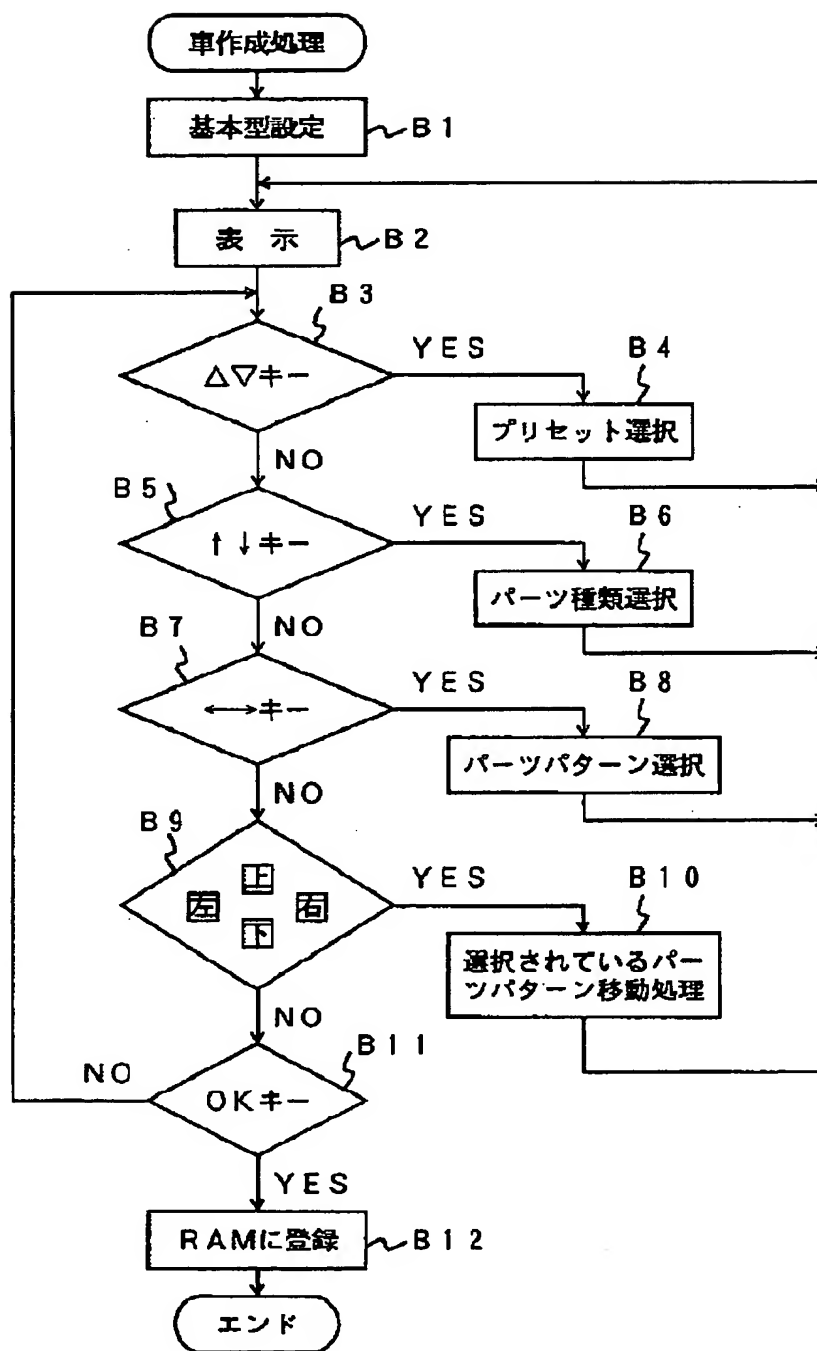 車作成処理
基本型設定
B1
表 示
B2
B3
△▽キー
YES
B4
プリセット選択
NO
B5
↑↓キー
YES
B6
パーツ種類選択
NO
B7
←→キー
YES
B8
パーツパターン選択
NO
B9
上
左 右
下
YES
B10
選択されているパー
ツパターン移動処理
NO
B11
OKキー
NO
YES
RAMに登録
B12
エンド